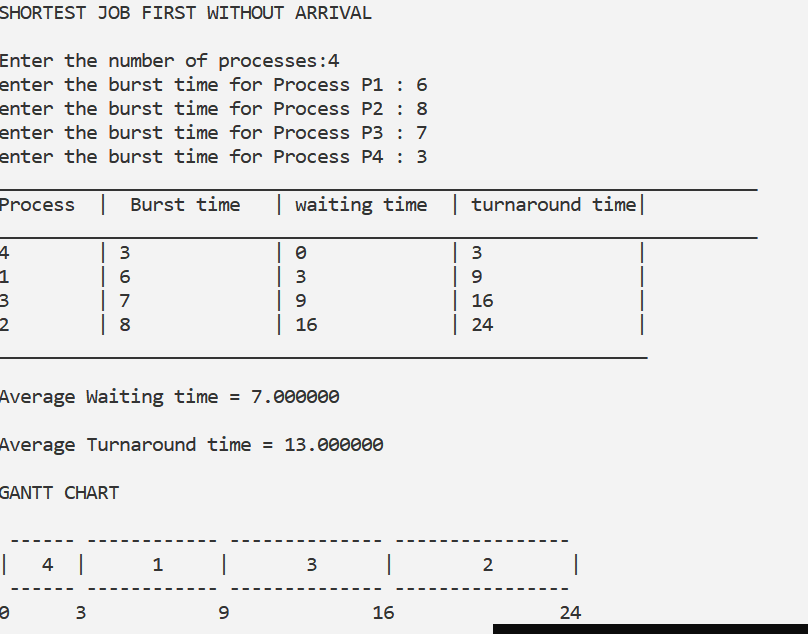 SHORTEST JOB FIRST WITHOUT ARRIVAL
Enter the number of processes:4
enter the burst time for Process P1 : 6
enter the burst time for Process P2 : 8
enter the burst time for Process P3 : 7
enter the burst time for Process P4 : 3
Process | Burst time | waiting time | turnaround time|
4 | 3 | 0 | 3 |
1 | 6 | 3 | 9 |
3 | 7 | 9 | 16 |
2 | 8 | 16 | 24 |
Average Waiting time = 7.000000
Average Turnaround time = 13.000000
GANTT CHART
------ ------------ -------------- ----------------
| 4 | 1 | 3 | 2 |
------ ------------ -------------- ----------------
0 3 9 16 24